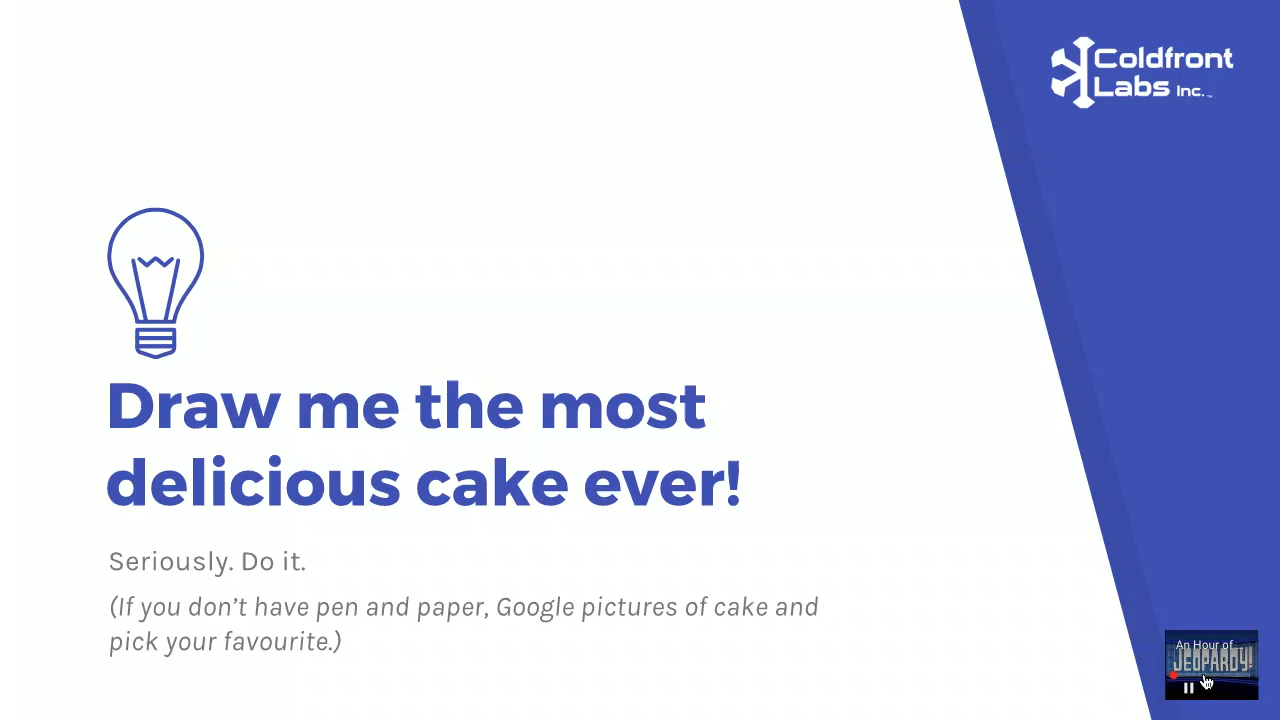 Coldfront
Labs Inc.™
Draw me the most
delicious cake ever!
Seriously. Do it.
(If you don’t have pen and paper, Google pictures of cake and
pick your favourite.)
An Hour of...
JEOPARDY!